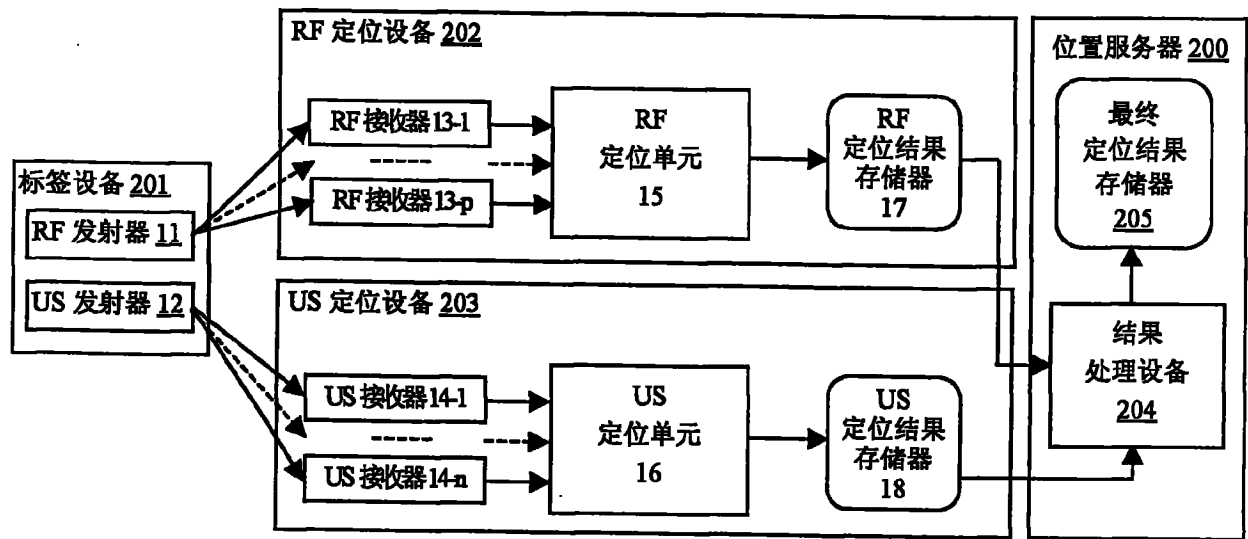 标签设备 201
RF 发射器 11
US 发射器 12
RF 定位设备 202
RF 接收器 13-1
RF 接收器 13-p
RF
定位单元
15
RF
定位结果
存储器
17
US 定位设备 203
US 接收器 14-1
US 接收器 14-n
US
定位单元
16
US
定位结果
存储器
18
位置服务器 200
最终
定位结果
存储器
205
结果
处理设备
204